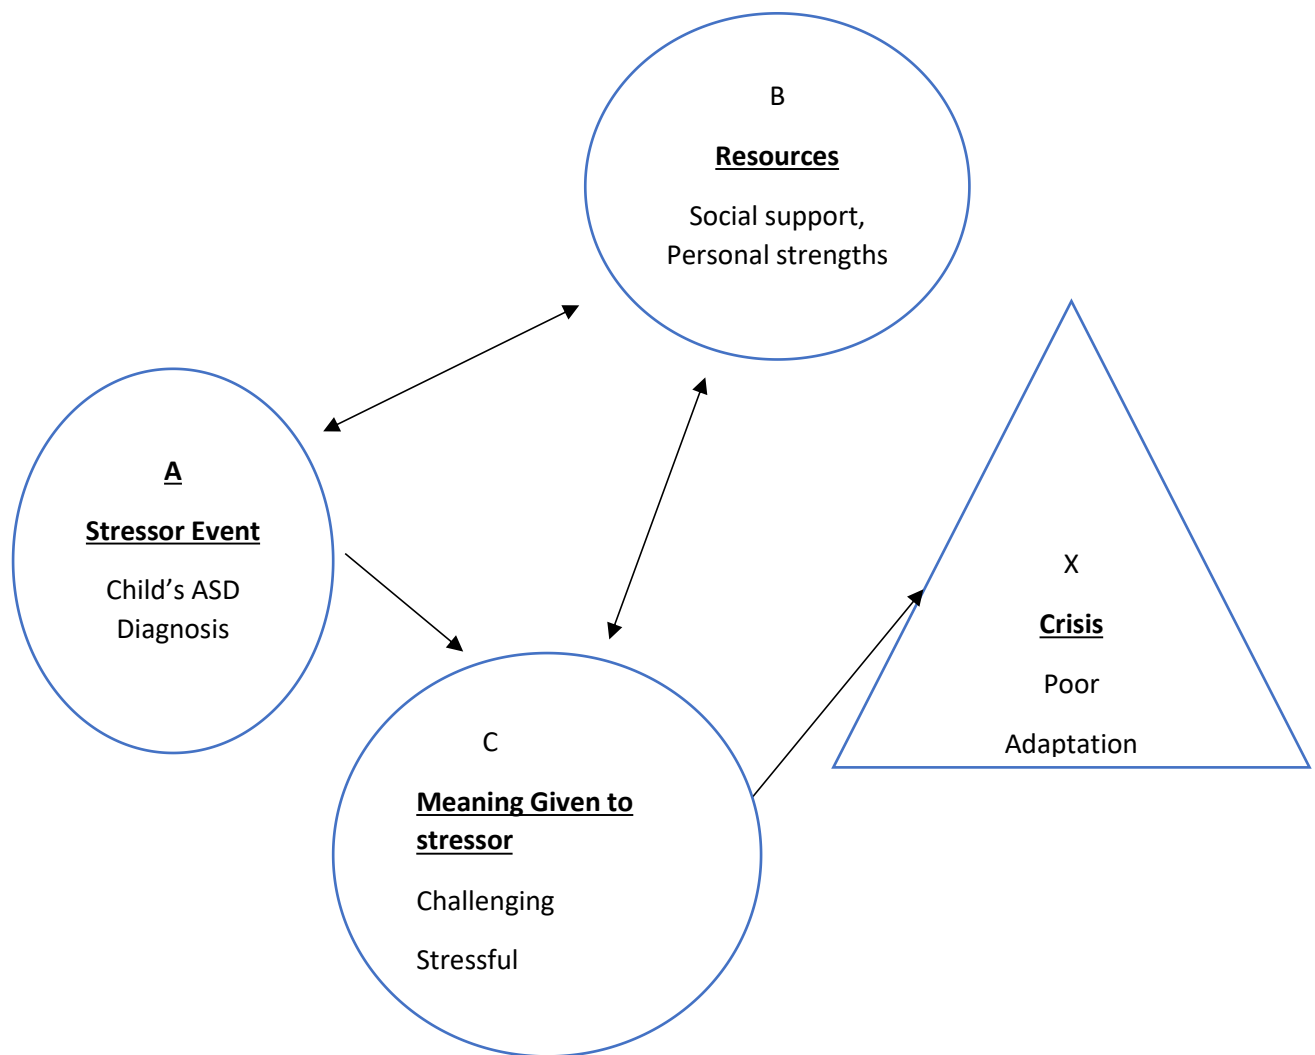 B
Resources
Social support,
Personal strengths
A
Stressor Event
Child’s ASD
Diagnosis
X
Crisis
Poor
Adaptation
C
Meaning Given to
stressor
Challenging
Stressful